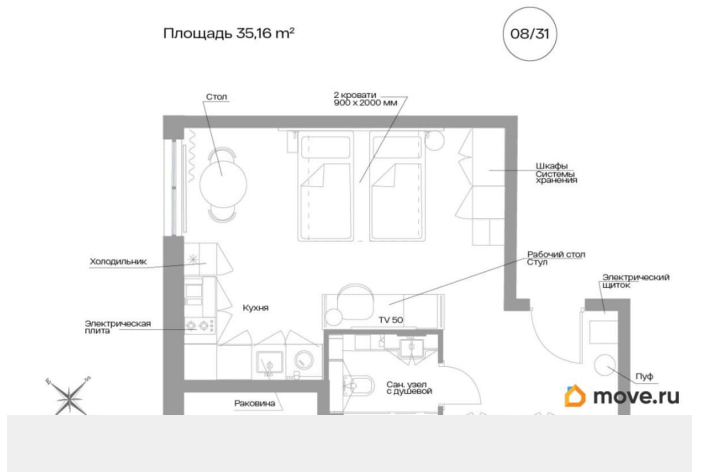 Площадь 35,16 m²
08/31
Стол
2 кровати
900 x 2000 мм
Шкафы
Системы
хранения
Холодильник
Рабочий стол
Стул
Электрический
щиток
Кухня
TV 50
Электрическая
плита
Пуф
Сан. узел
с душевой
Раковина
move.ru